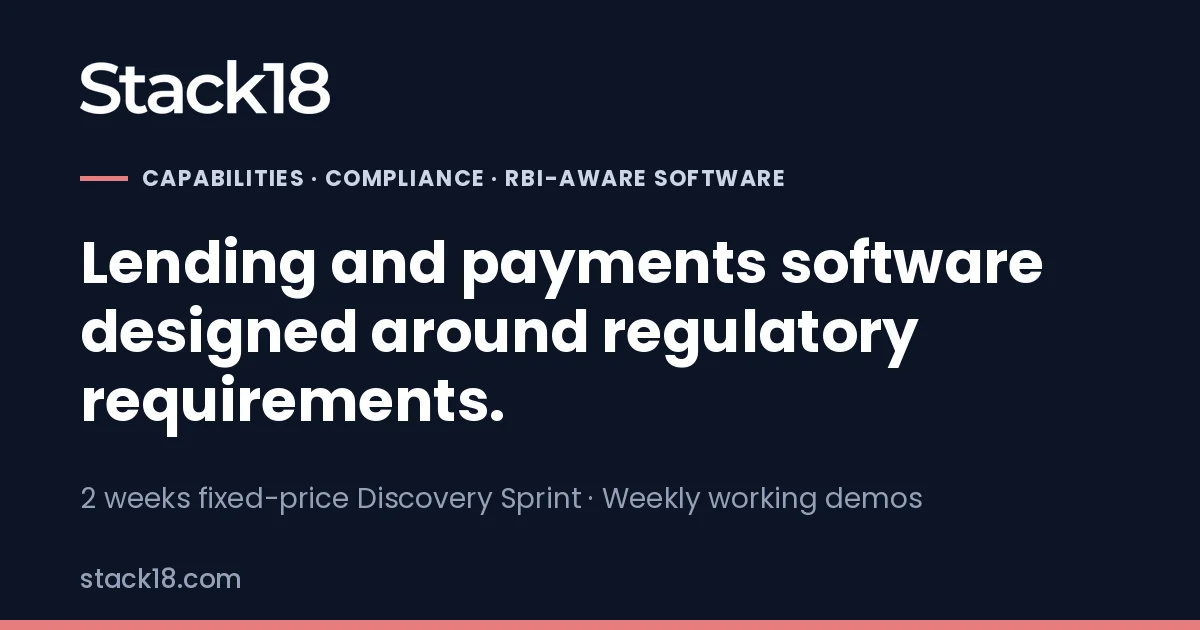 Stack18
CAPABILITIES · COMPLIANCE · RBI-AWARE SOFTWARE
Lending and payments software
designed around regulatory
requirements.
2 weeks fixed-price Discovery Sprint · Weekly working demos
stack18.com